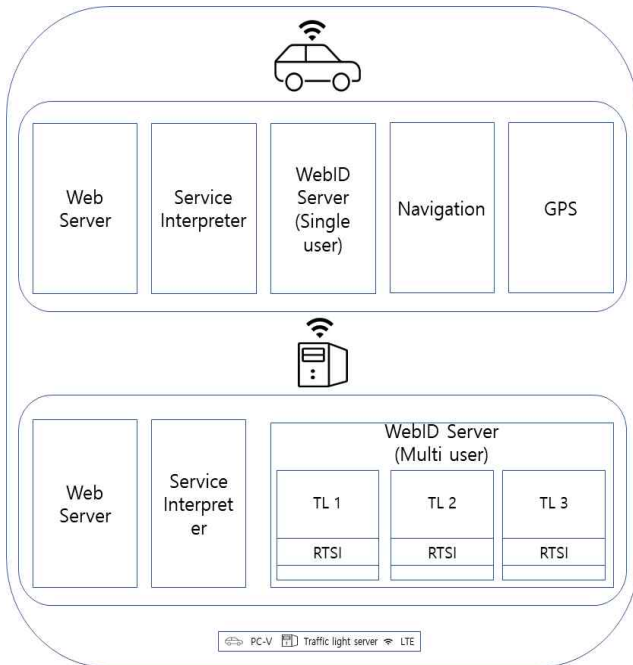 Web
Server
Service
Interpreter
WebID
Server
(Single
user)
Navigation
GPS
Web
Server
Service
Interpret
er
WebID Server
(Multi user)
TL 1
TL 2
TL 3
RTSI
RTSI
RTSI
PC-V Traffic light server LTE